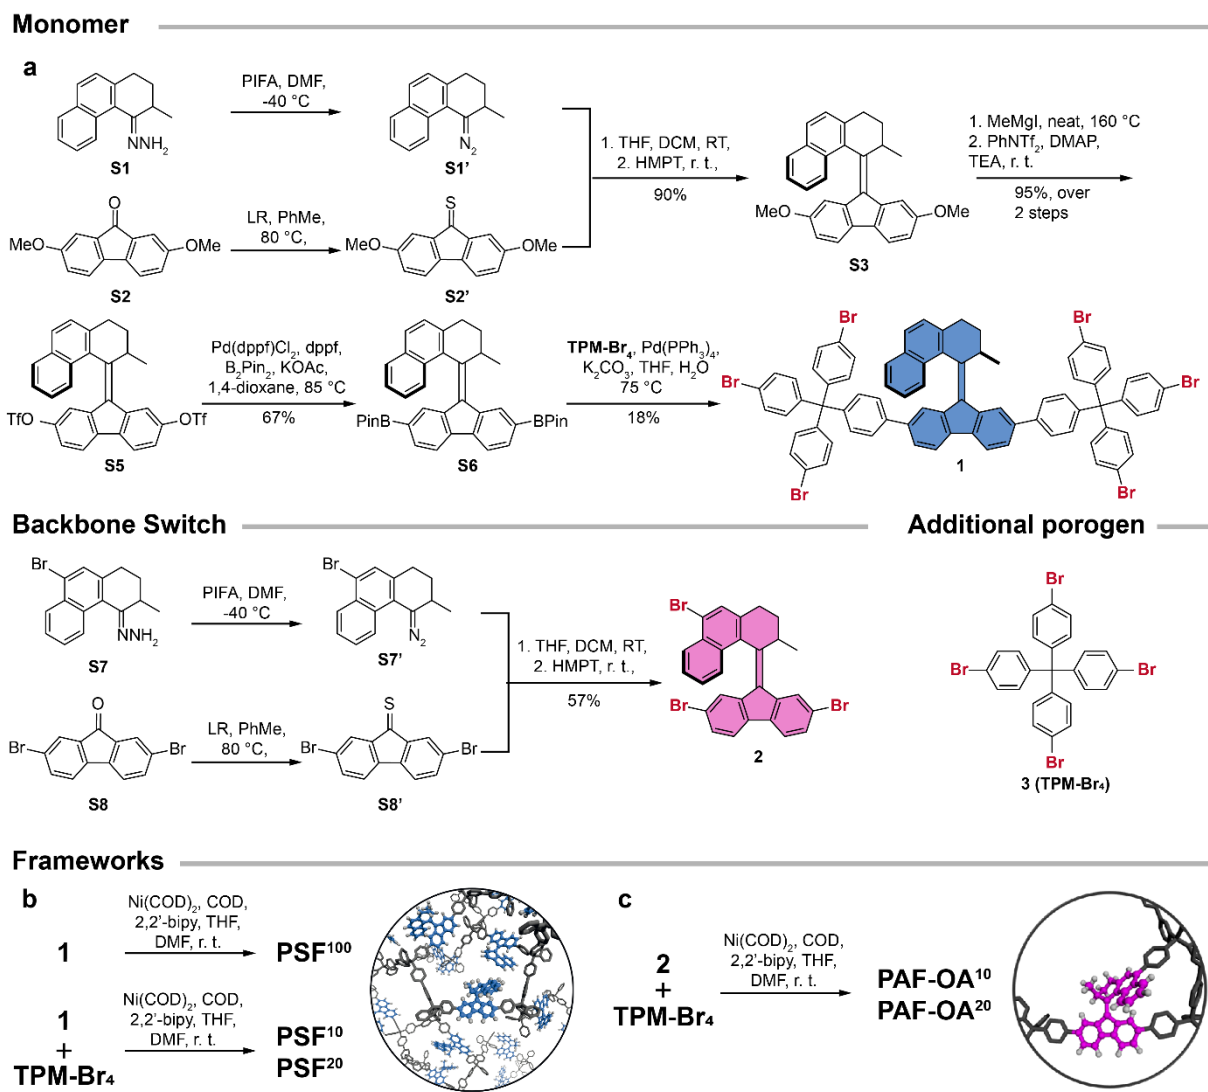 Monomer
a
PIFA, DMF,
-40 °C
NNH₂
S1
N₂
S1'
1. THF, DCM, RT,
2. HMPT, r. t.,
90%
MeO
OMe
S3
1. MeMgI, neat, 160 °C
2. PhNTf₂, DMAP,
TEA, r. t.
95%, over
2 steps
O
MeO
OMe
S2
LR, PhMe,
80 °C,
S
MeO
OMe
S2'
TfO
OTf
S5
Pd(dppf)Cl₂, dppf,
B₂Pin₂, KOAc,
1,4-dioxane, 85 °C
67%
PinB
BPin
S6
TPM-Br₄, Pd(PPh₃)₄,
K₂CO₃, THF, H₂O
75 °C
18%
Br
Br
Br
Br
Br
Br
1
Backbone Switch
Additional porogen
Br
NNH₂
S7
PIFA, DMF,
-40 °C
Br
N₂
S7'
1. THF, DCM, RT,
2. HMPT, r. t.,
57%
Br
Br
Br
2
O
Br
Br
S8
LR, PhMe,
80 °C,
S
Br
Br
S8'
Br
Br
Br
Br
3 (TPM-Br₄)
Frameworks
b
1
Ni(COD)₂, COD,
2,2'-bipy, THF,
DMF, r. t.
PSF¹⁰⁰
1
+
TPM-Br₄
Ni(COD)₂, COD,
2,2'-bipy, THF,
DMF, r. t.
PSF¹⁰
PSF²⁰
c
2
+
TPM-Br₄
Ni(COD)₂, COD,
2,2'-bipy, THF,
DMF, r. t.
PAF-OA¹⁰
PAF-OA²⁰